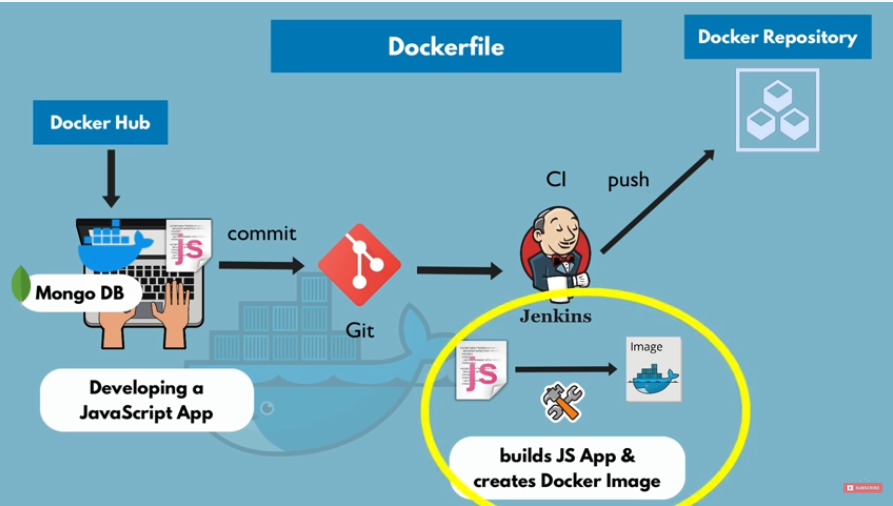 Dockerfile
Docker Repository
Docker Hub
CI
push
commit
js
Mongo DB
Git
Jenkins
Developing a
JavaScript App
js
Image
builds JS App &
creates Docker Image
SUBSCRIBE